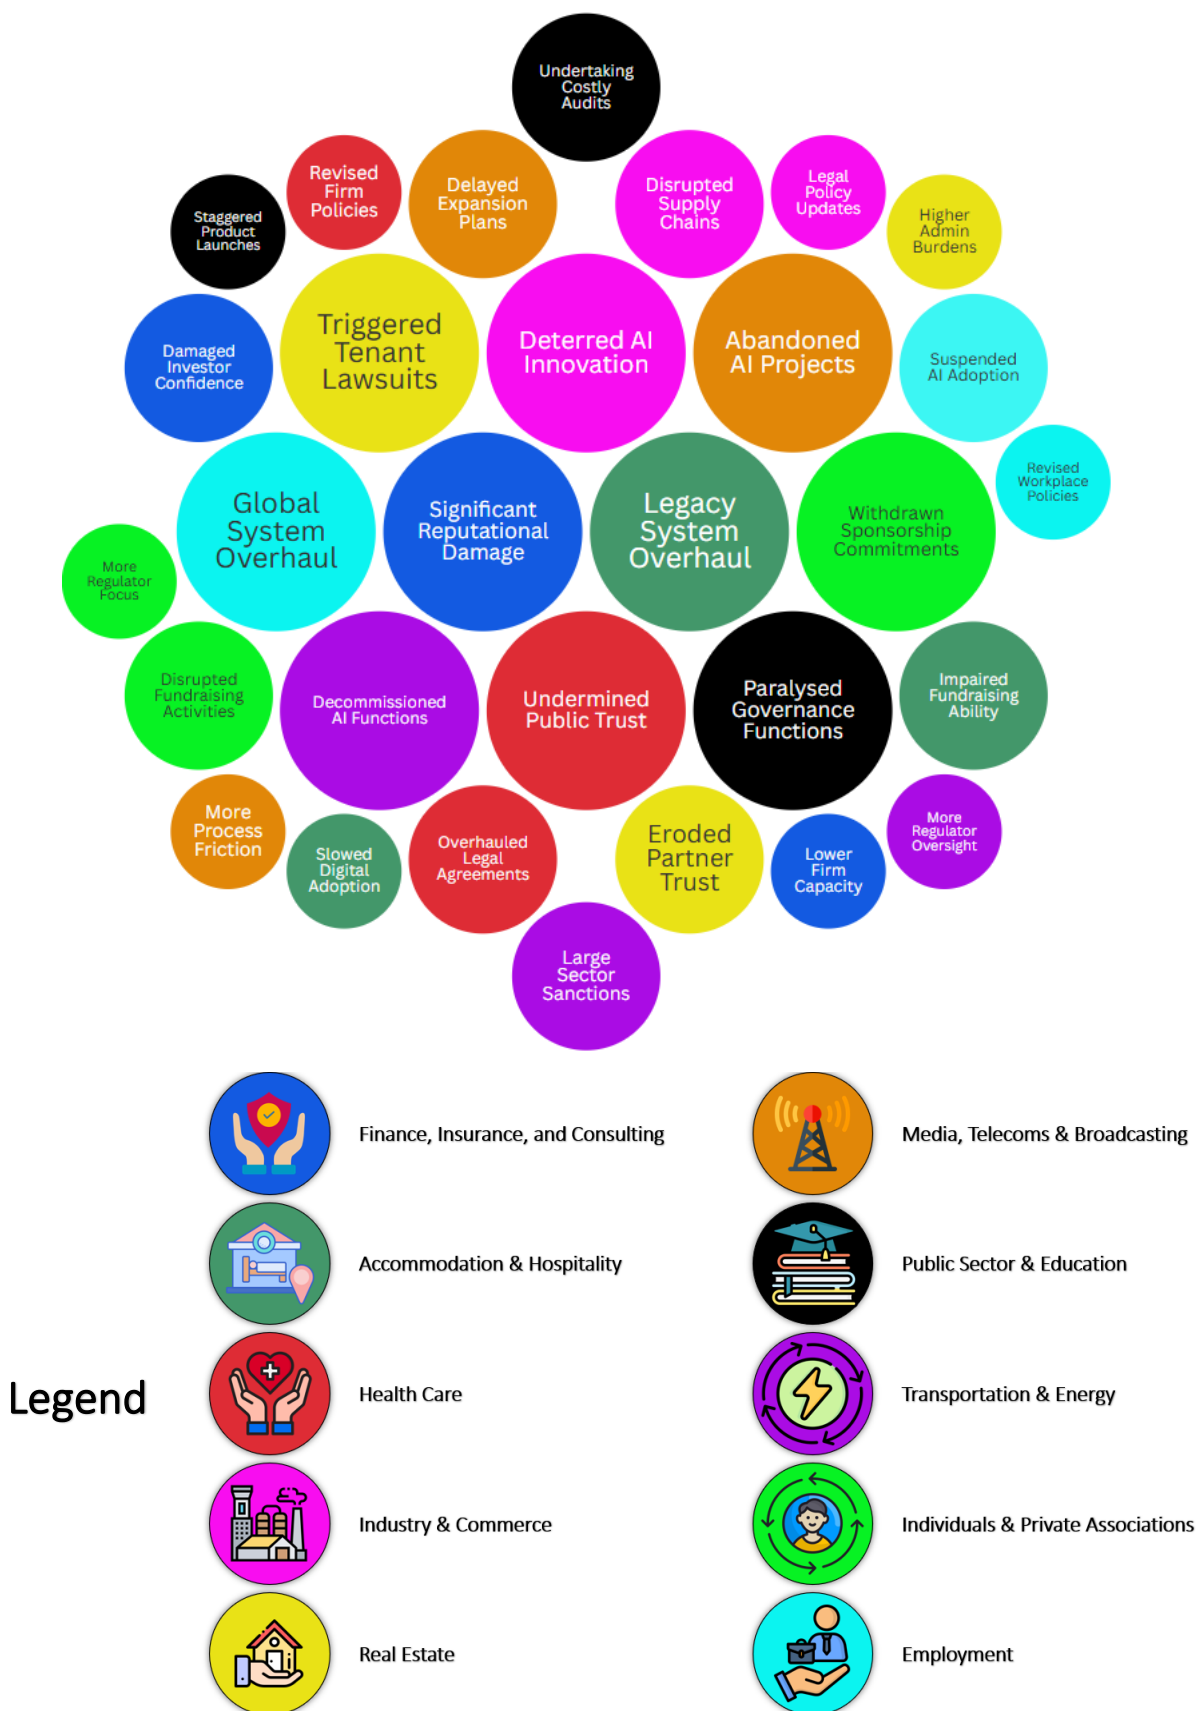 Undertaking
Costly
Audits
Revised
Firm
Policies
Delayed
Expansion
Plans
Disrupted
Supply
Chains
Legal
Policy
Updates
Staggered
Product
Launches
Higher
Admin
Burdens
Triggered
Tenant
Lawsuits
Deterred AI
Innovation
Abandoned
AI Projects
Damaged
Investor
Confidence
Suspended
AI Adoption
Global
System
Overhaul
Significant
Reputational
Damage
Legacy
System
Overhaul
Withdrawn
Sponsorship
Commitments
Revised
Workplace
Policies
More
Regulator
Focus
Disrupted
Fundraising
Activities
Decommissioned
AI Functions
Undermined
Public Trust
Paralysed
Governance
Functions
Impaired
Fundraising
Ability
More
Process
Friction
Slowed
Digital
Adoption
Overhauled
Legal
Agreements
Eroded
Partner
Trust
Lower
Firm
Capacity
More
Regulator
Oversight
Large
Sector
Sanctions
Legend
Finance, Insurance, and Consulting
Media, Telecoms & Broadcasting
Accommodation & Hospitality
Public Sector & Education
Health Care
Transportation & Energy
Industry & Commerce
Individuals & Private Associations
Real Estate
Employment